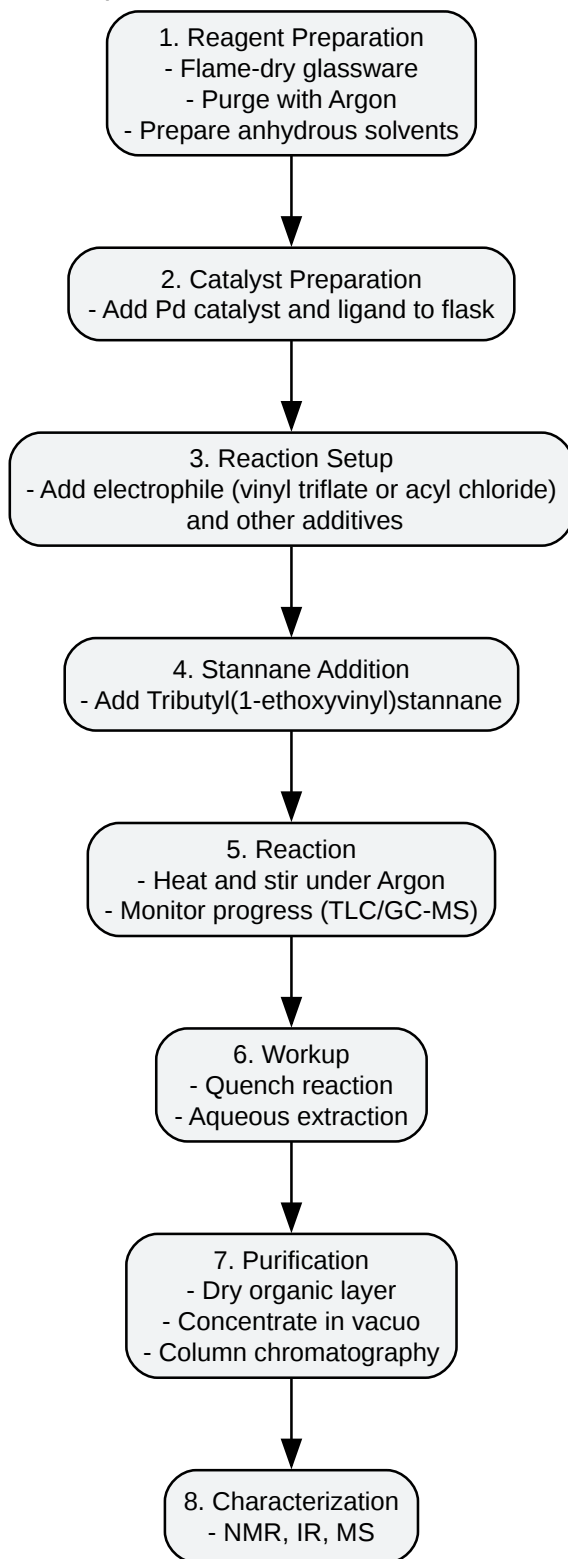 1. Reagent Preparation
- Flame-dry glassware
- Purge with Argon
- Prepare anhydrous solvents
2. Catalyst Preparation
- Add Pd catalyst and ligand to flask
3. Reaction Setup
- Add electrophile (vinyl triflate or acyl chloride)
and other additives
4. Stannane Addition
- Add Tributyl(1-ethoxyvinyl)stannane
5. Reaction
- Heat and stir under Argon
- Monitor progress (TLC/GC-MS)
6. Workup
- Quench reaction
- Aqueous extraction
7. Purification
- Dry organic layer
- Concentrate in vacuo
- Column chromatography
8. Characterization
- NMR, IR, MS